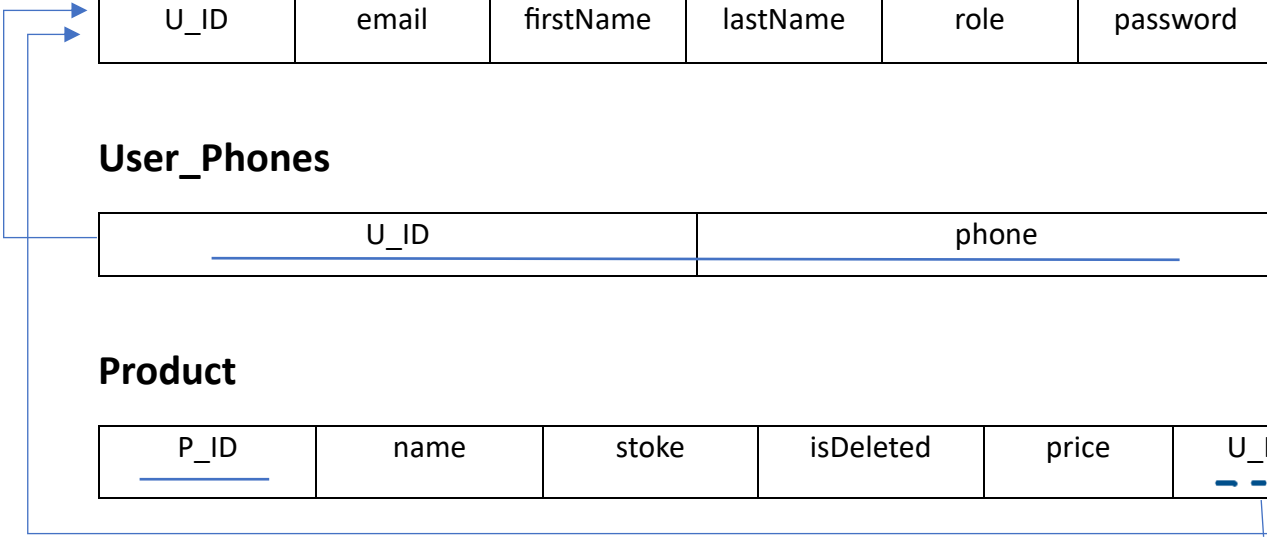 U_ID email firstName lastName role password
User_Phones
U_ID phone
Product
P_ID name stoke isDeleted price